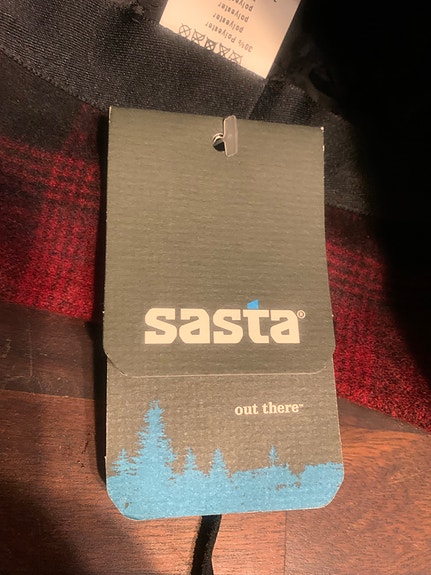 polyester
polyester
30% Polyester
sasta®
out there™